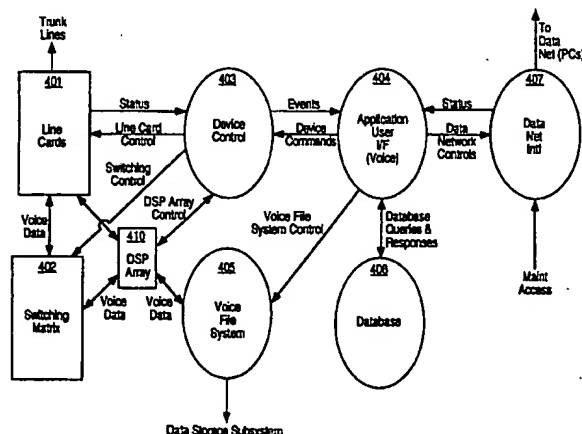 Trunk
Lines
To
Data
Net (PCs)
401
Line
Cards
Status
Line Card
Control
403
Device
Control
Events
Device
Commands
404
Application
User
I/F
(Voice)
Status
Data
Network
Controls
407
Data
Net
Intf
Switching
Control
DSP Array
Control
Voice
Data
410
DSP
Array
Voice File
System Control
Database
Queries &
Responses
Maint
Access
402
Switching
Matrix
Voice
Data
Voice
Data
405
Voice
File
System
406
Database
Data Storage Subsystem